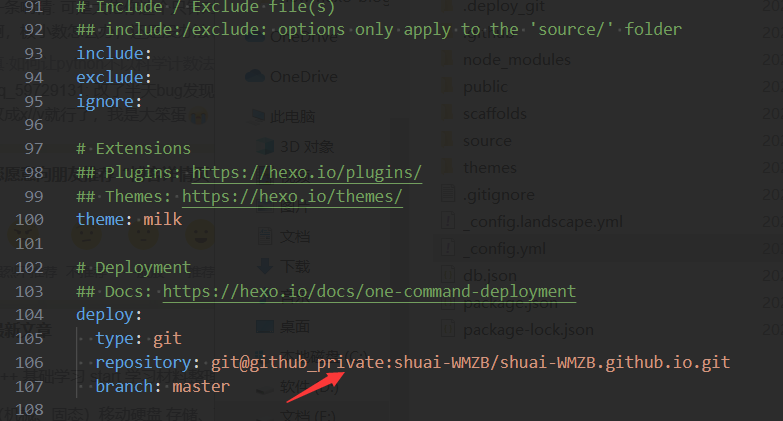 91 # Include / Exclude file(s)
92 ## include:/exclude: options only apply to the 'source/' folder
93 include:
94 exclude:
95 ignore:
96
97 # Extensions
98 ## Plugins: https://hexo.io/plugins/
99 ## Themes: https://hexo.io/themes/
100 theme: milk
101
102 # Deployment
103 ## Docs: https://hexo.io/docs/one-command-deployment
104 deploy:
105 type: git
106 repository: git@github_private:shuai-WMZB/shuai-WMZB.github.io.git
107 branch: master
108
OneDrive
OneDrive
此电脑
3D 对象
图片
文档
下载
桌面
软件
文档 (E:)
.deploy_git
node_modules
public
scaffolds
source
themes
.gitignore
_config.landscape.yml
_config.yml
db.json
package.json
package-lock.json